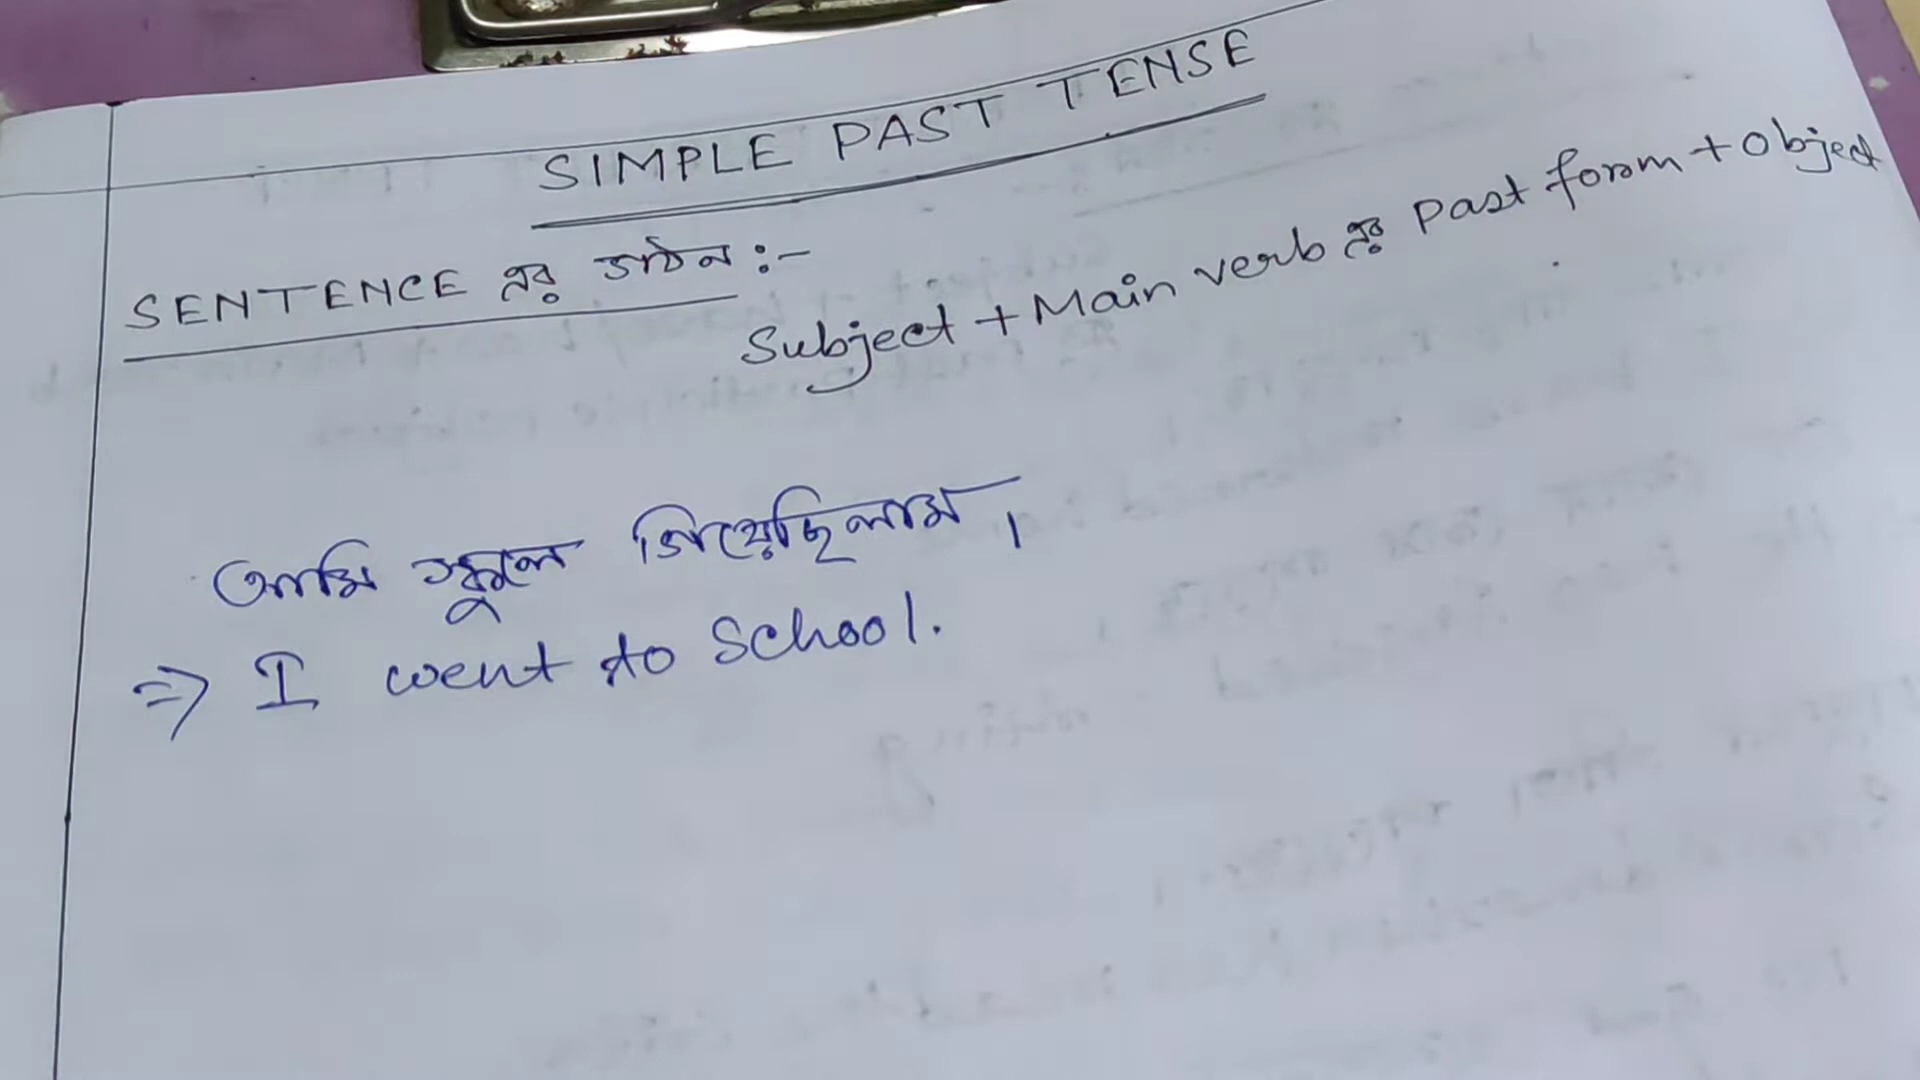 SIMPLE PAST TENSE
SENTENCE এর গঠন :-
Subject + Main verb এর Past form + Object
আমি স্কুলে গিয়েছিলাম,
⇒ I went to School.